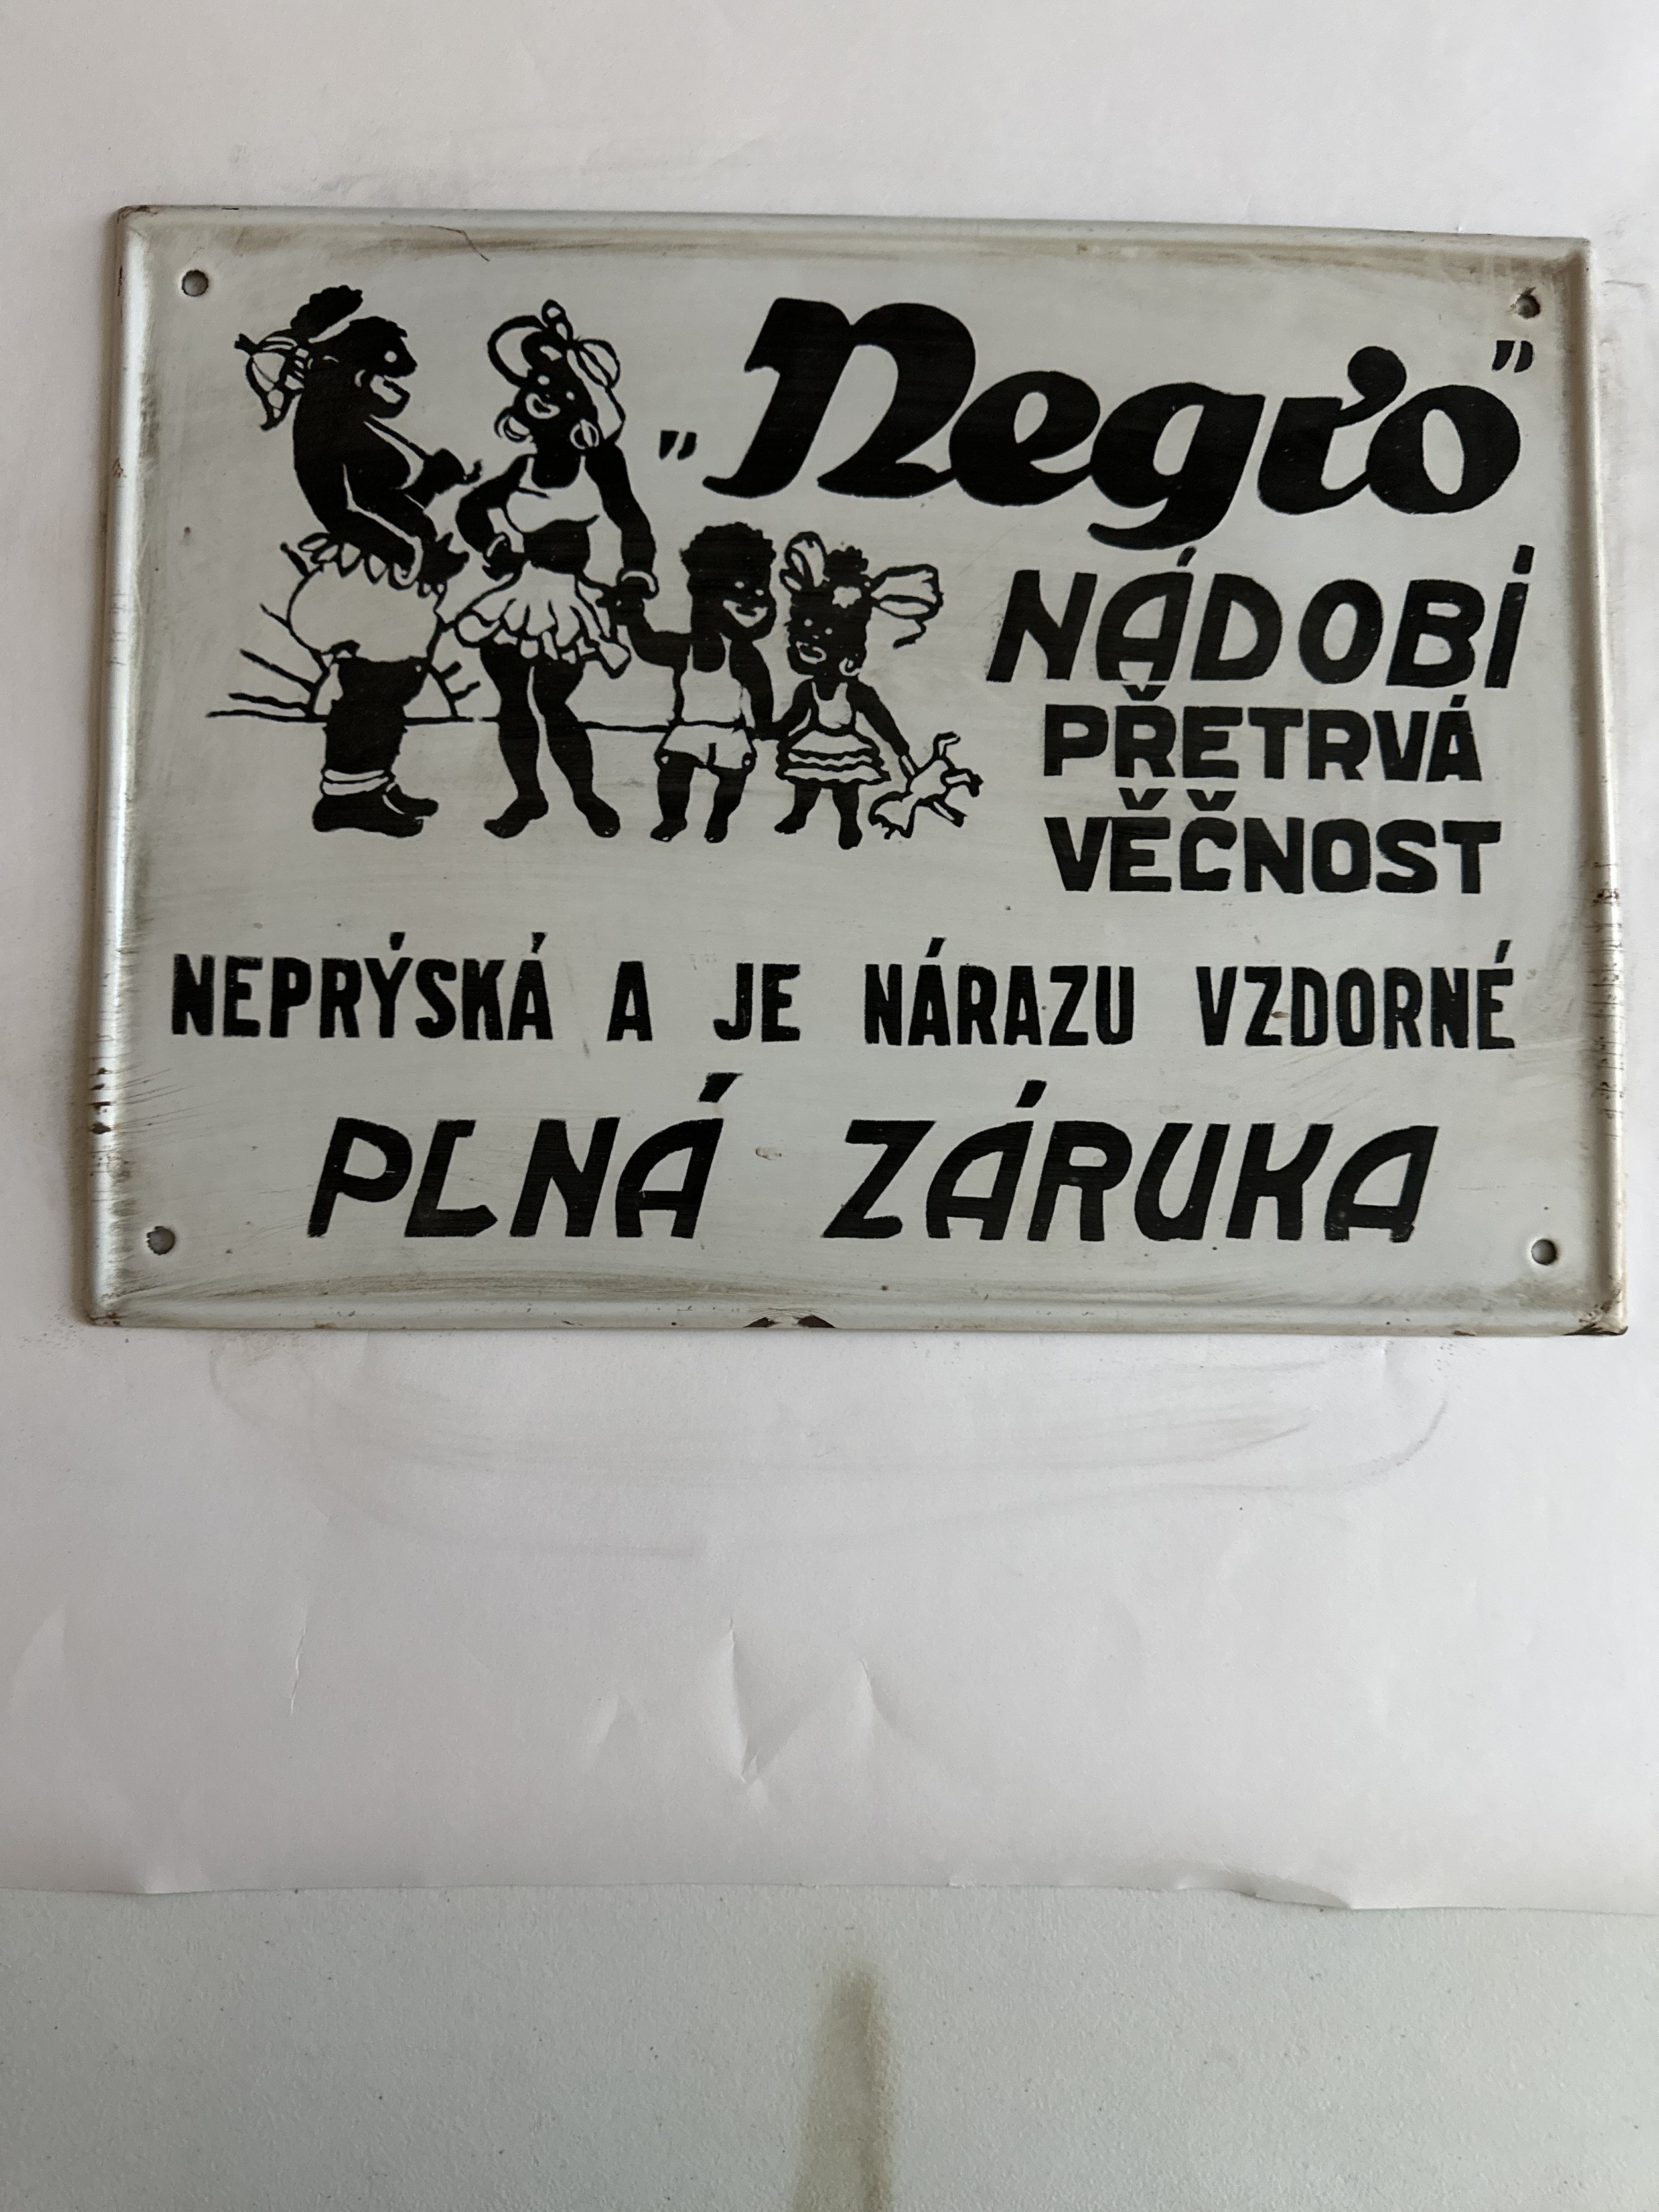 „Negro”
NÁDOBÍ
PŘETRVÁ
VĚČNOST
NEPRÝSKÁ A JE NÁRAZU VZDORNÉ
PLNÁ ZÁRUKA